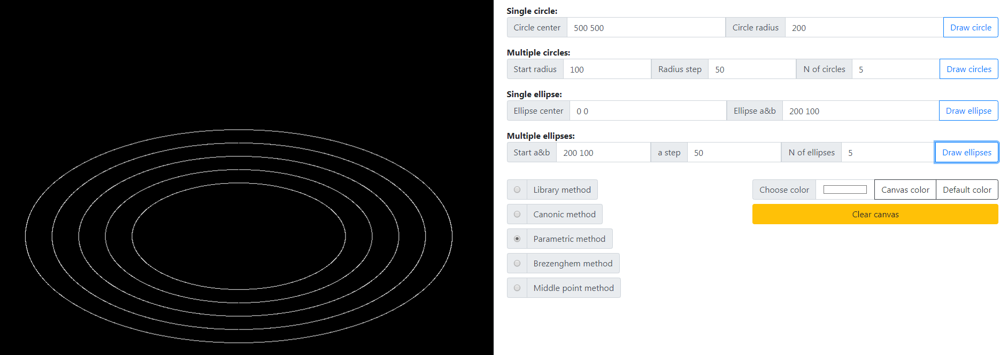 Single circle:
Circle center 500 500 Circle radius 200 Draw circle
Multiple circles:
Start radius 100 Radius step 50 N of circles 5 Draw circles
Single ellipse:
Ellipse center 0 0 Ellipse a&b 200 100 Draw ellipse
Multiple ellipses:
Start a&b 200 100 a step 50 N of ellipses 5 Draw ellipses
Library method Choose color Canvas color Default color
Canonic method Clear canvas
Parametric method
Brezenghem method
Middle point method